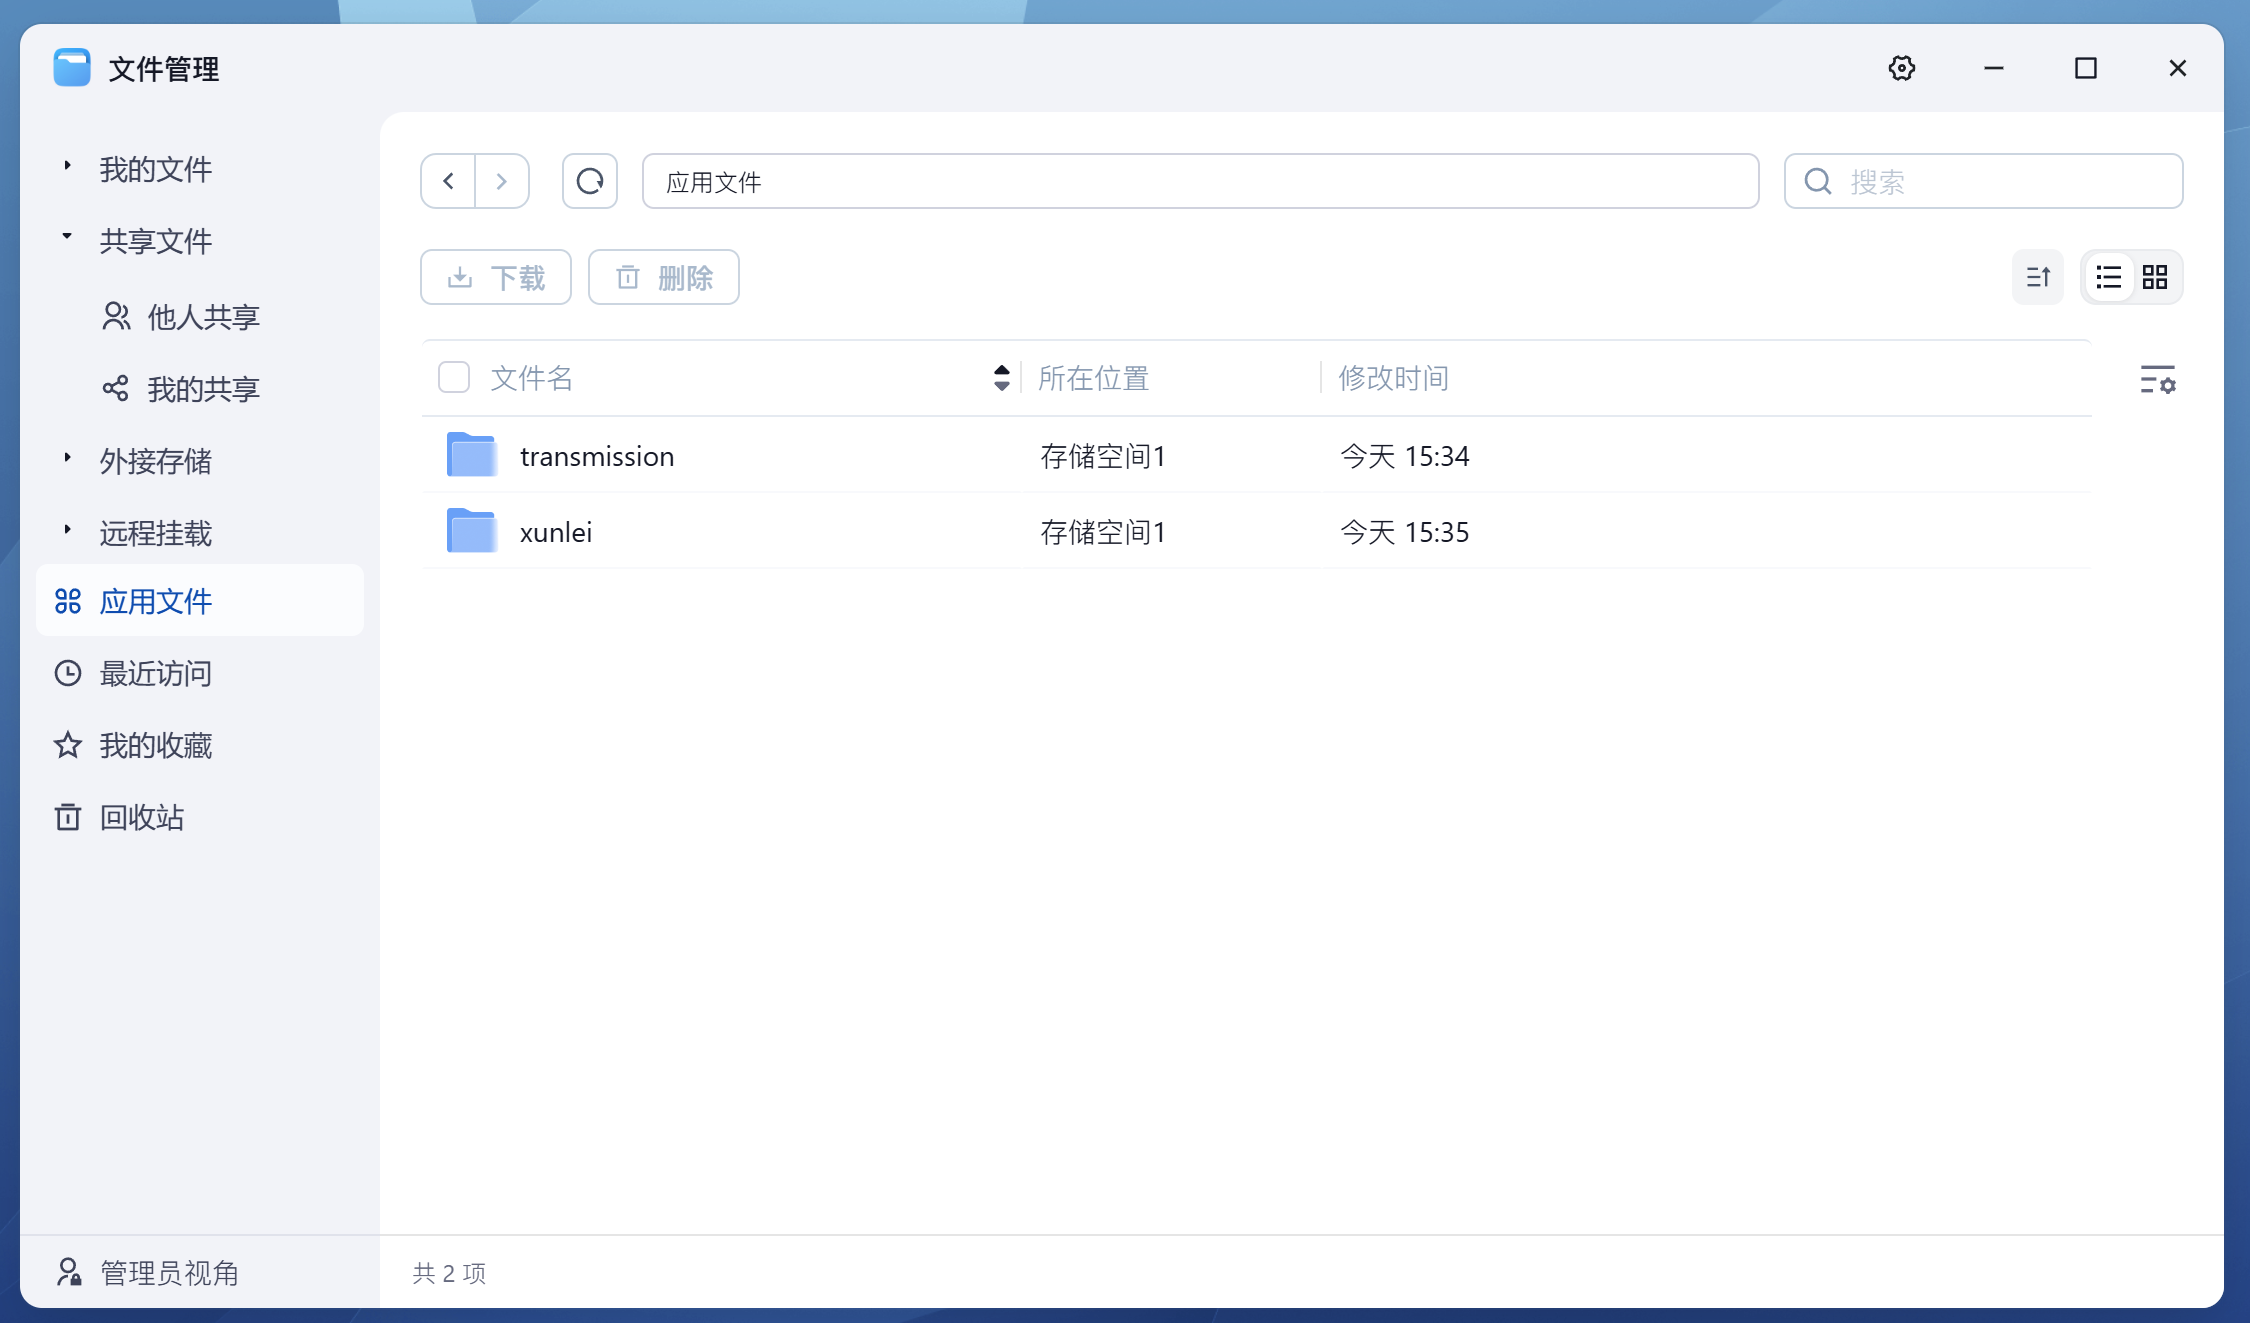 文件管理
我的文件
共享文件
他人共享
我的共享
外接存储
远程挂载
应用文件
最近访问
我的收藏
回收站
管理员视角
应用文件
搜索
下载 删除
文件名 所在位置 修改时间
transmission 存储空间1 今天 15:34
xunlei 存储空间1 今天 15:35
共 2 项